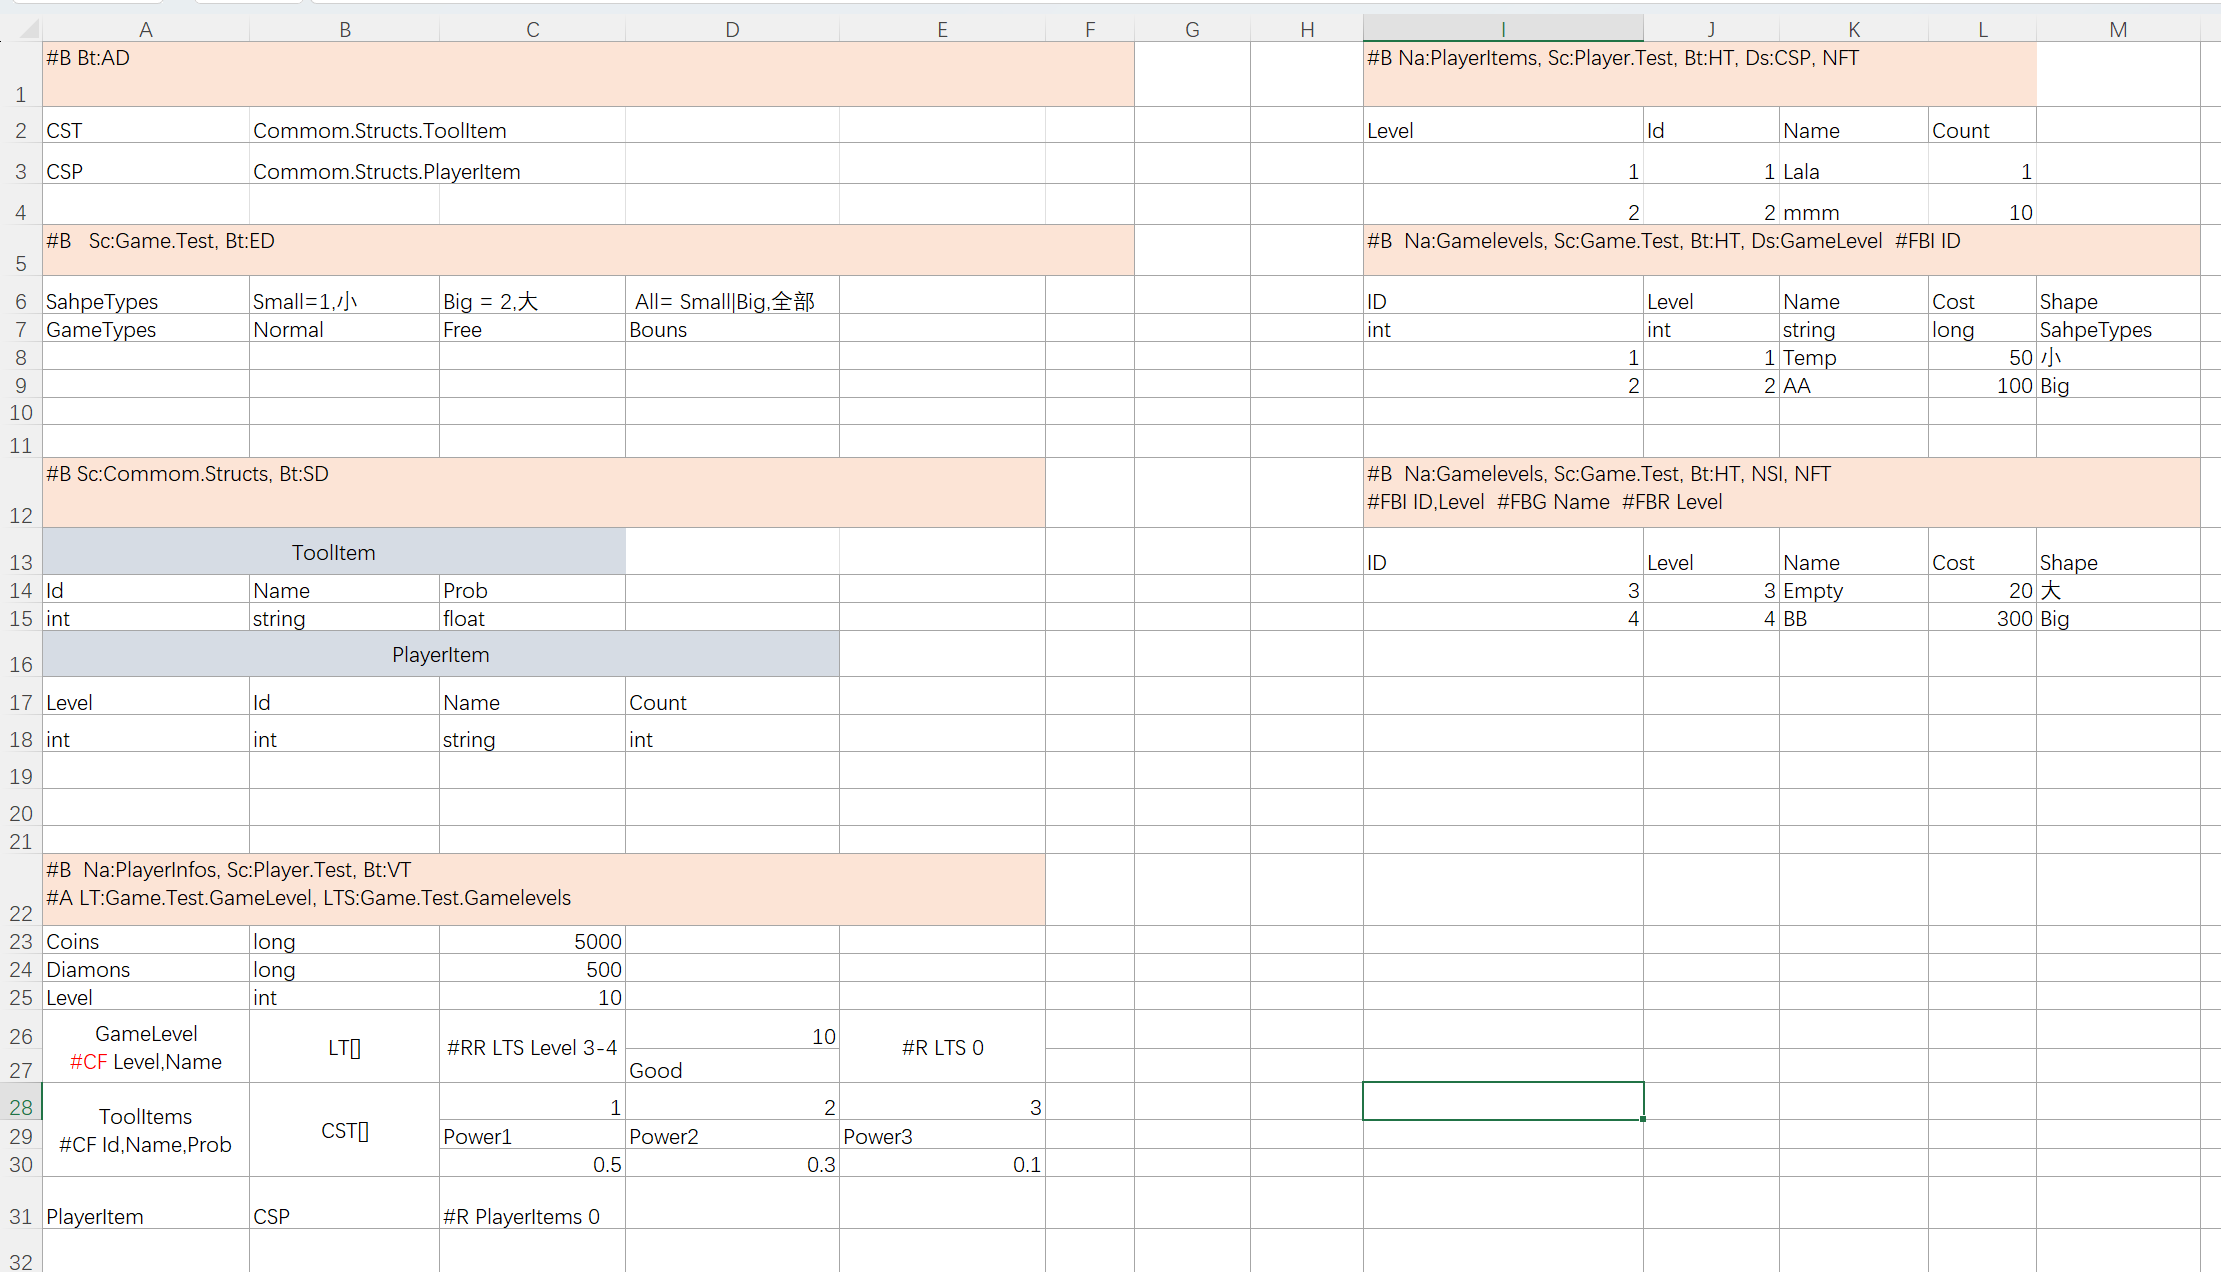 A B C D E F G H I J K L M
1 #B Bt:AD #B Na:PlayerItems, Sc:Player.Test, Bt:HT, Ds:CSP, NFT
2 CST Commom.Structs.ToolItem Level Id Name Count
3 CSP Commom.Structs.PlayerItem 1 1 Lala 1
4 2 2 mmm 10
5 #B Sc:Game.Test, Bt:ED #B Na:Gamelevels, Sc:Game.Test, Bt:HT, Ds:GameLevel #FBI ID
6 SahpeTypes Small=1,小 Big = 2,大 All= Small|Big,全部 ID Level Name Cost Shape
7 GameTypes Normal Free Bouns int int string long SahpeTypes
8 1 1 Temp 50 小
9 2 2 AA 100 Big
10
11
12 #B Sc:Commom.Structs, Bt:SD #B Na:Gamelevels, Sc:Game.Test, Bt:HT, NSI, NFT
#FBI ID,Level #FBG Name #FBR Level
13 ToolItem ID Level Name Cost Shape
14 Id Name Prob 3 3 Empty 20 大
15 int string float 4 4 BB 300 Big
16 PlayerItem
17 Level Id Name Count
18 int int string int
19
20
21
22 #B Na:PlayerInfos, Sc:Player.Test, Bt:VT
#A LT:Game.Test.GameLevel, LTS:Game.Test.Gamelevels
23 Coins long 5000
24 Diamons long 500
25 Level int 10
26 GameLevel LT[] #RR LTS Level 3-4 10 #R LTS 0
27 #CF Level,Name Good
28 ToolItems CST[] 1 2 3
29 #CF Id,Name,Prob Power1 Power2 Power3
30 0.5 0.3 0.1
31 PlayerItem CSP #R PlayerItems 0
32